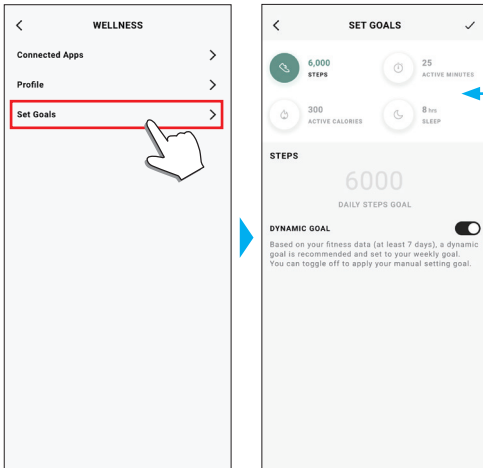 WELLNESS
Connected Apps
Profile
Set Goals
SET GOALS
6,000
STEPS
25
ACTIVE MINUTES
300
ACTIVE CALORIES
8 hrs
SLEEP
STEPS
6000
DAILY STEPS GOAL
DYNAMIC GOAL
Based on your fitness data (at least 7 days), a dynamic
goal is recommended and set to your weekly goal.
You can toggle off to apply your manual setting goal.